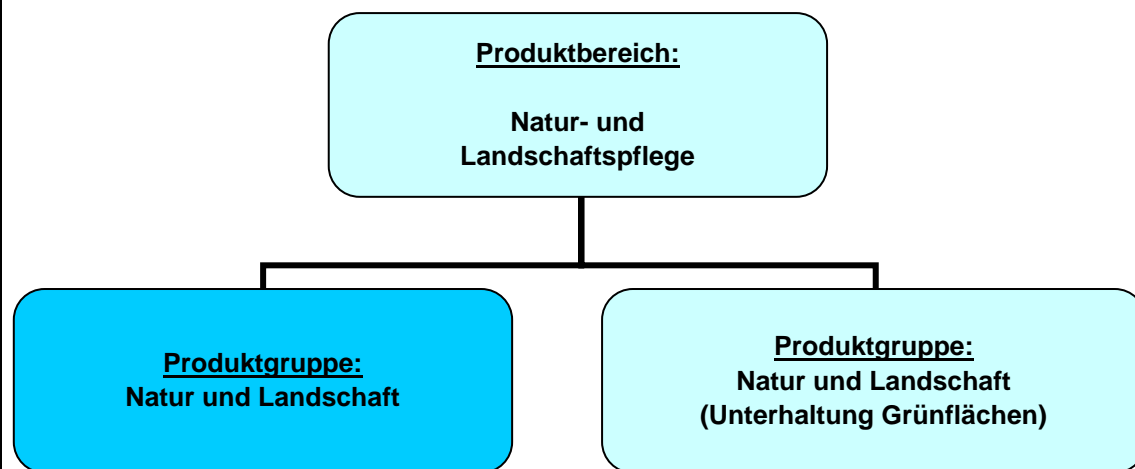 Produktbereich:
Natur- und
Landschaftspflege
Produktgruppe:
Natur und Landschaft
Produktgruppe:
Natur und Landschaft
(Unterhaltung Grünflächen)